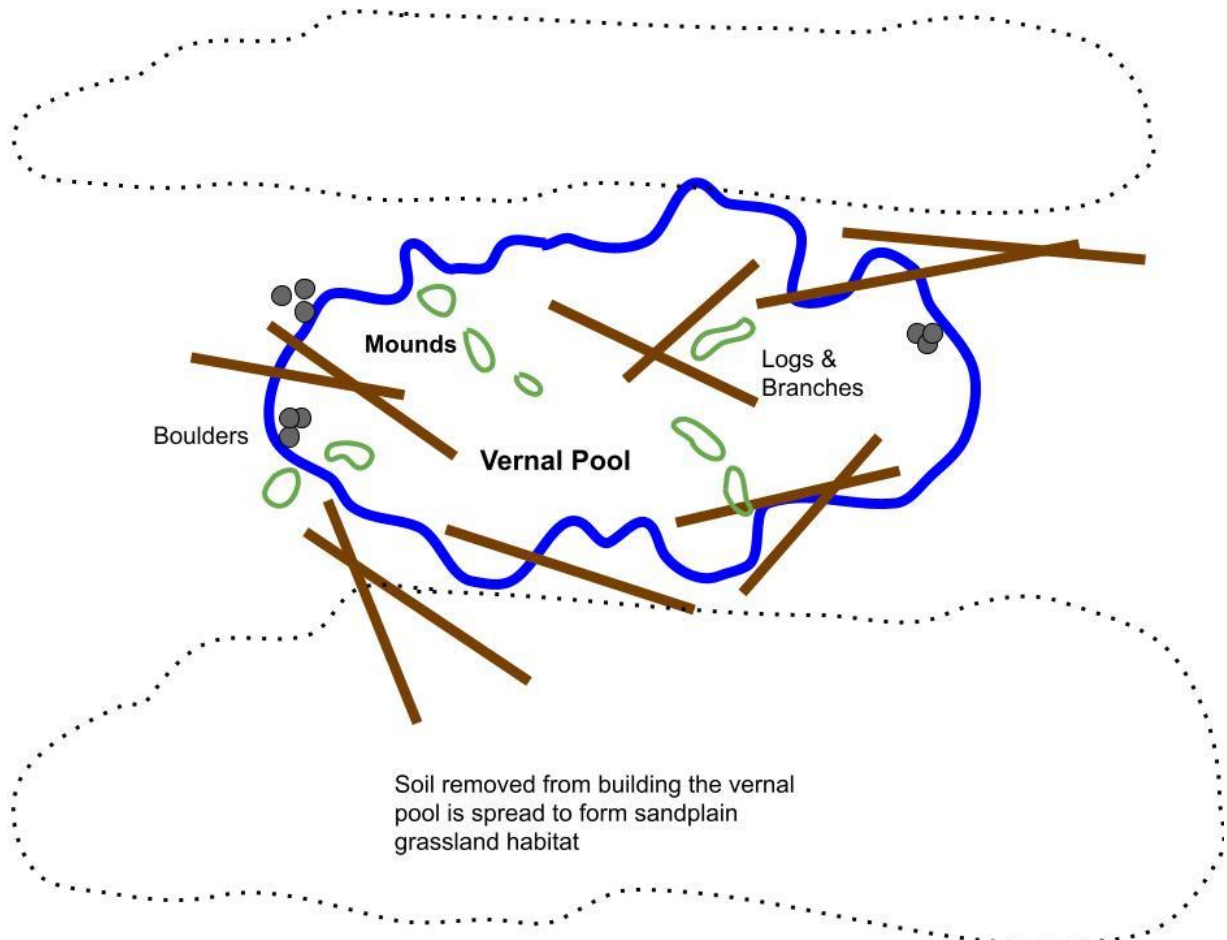 Mounds
Logs &
Branches
Boulders
Vernal Pool
Soil removed from building the vernal
pool is spread to form sandplain
grassland habitat